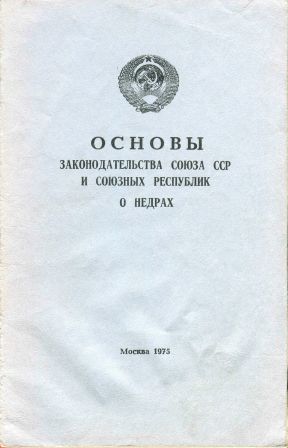 ОСНОВЫ
ЗАКОНОДАТЕЛЬСТВА СОЮЗА ССР
И СОЮЗНЫХ РЕСПУБЛИК
О НЕДРАХ
Москва 1975